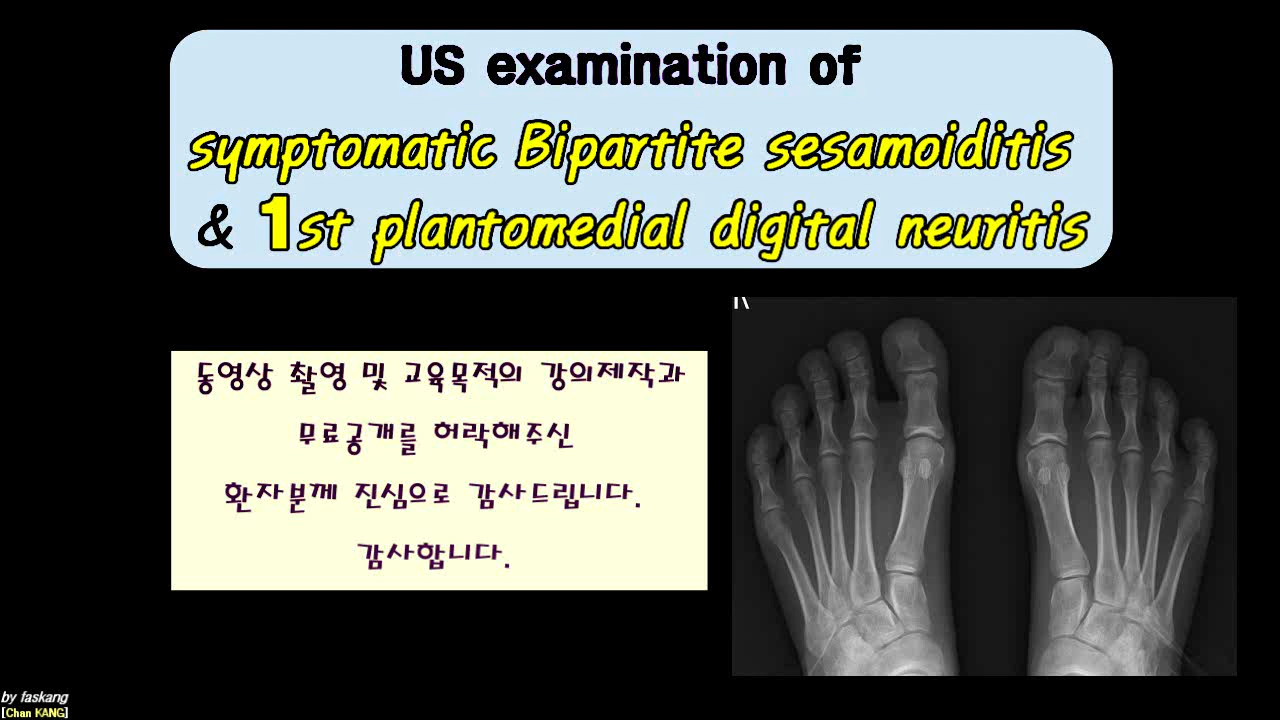 US examination of
symptomatic Bipartite sesamoiditis
& 1st plantomedial digital neuritis
동영상 촬영 및 교육목적의 강의제작과
무료공개를 허락해주신
환자분께 진심으로 감사드립니다.
감사합니다.
by faskang
[Chan KANG]